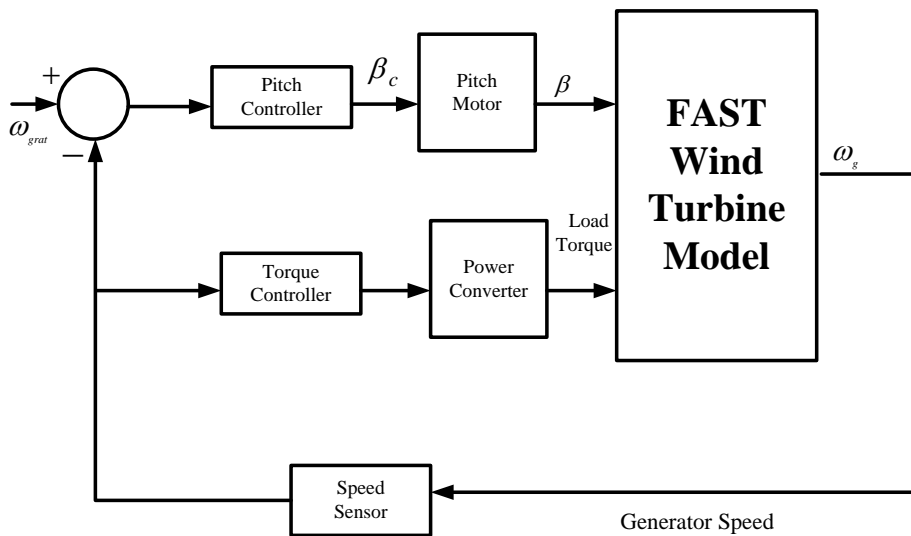 +
ω_grat
−
Pitch
Controller
β_c
Pitch
Motor
β
FAST
Wind
Turbine
Model
ω_g
Load
Torque
Torque
Controller
Power
Converter
Speed
Sensor
Generator Speed